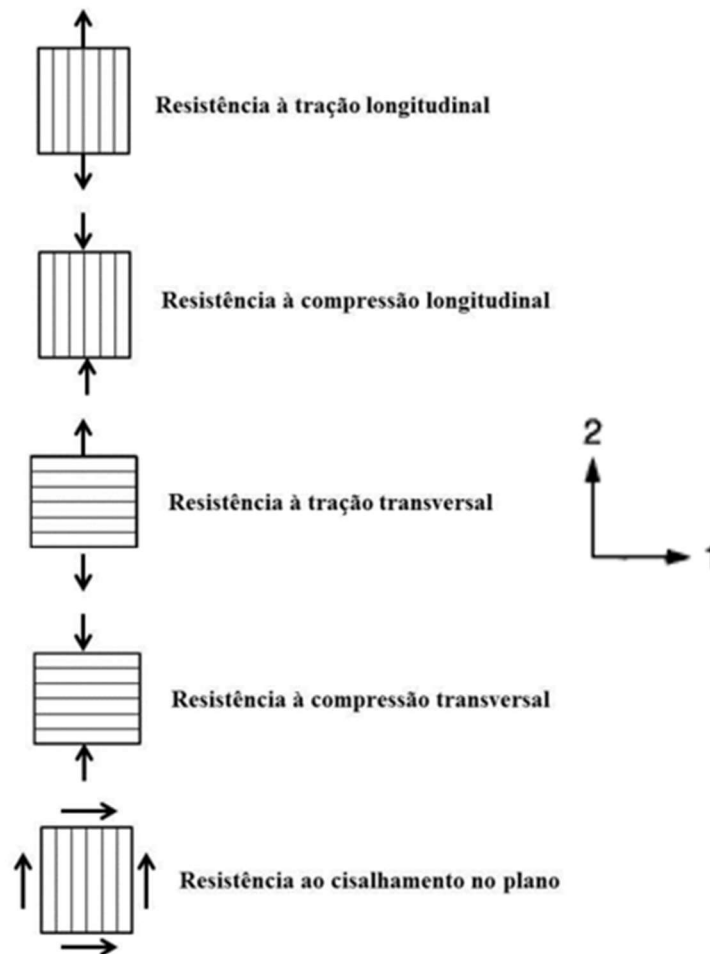 Resistência à tração longitudinal
Resistência à compressão longitudinal
2
Resistência à tração transversal
1
Resistência à compressão transversal
Resistência ao cisalhamento no plano